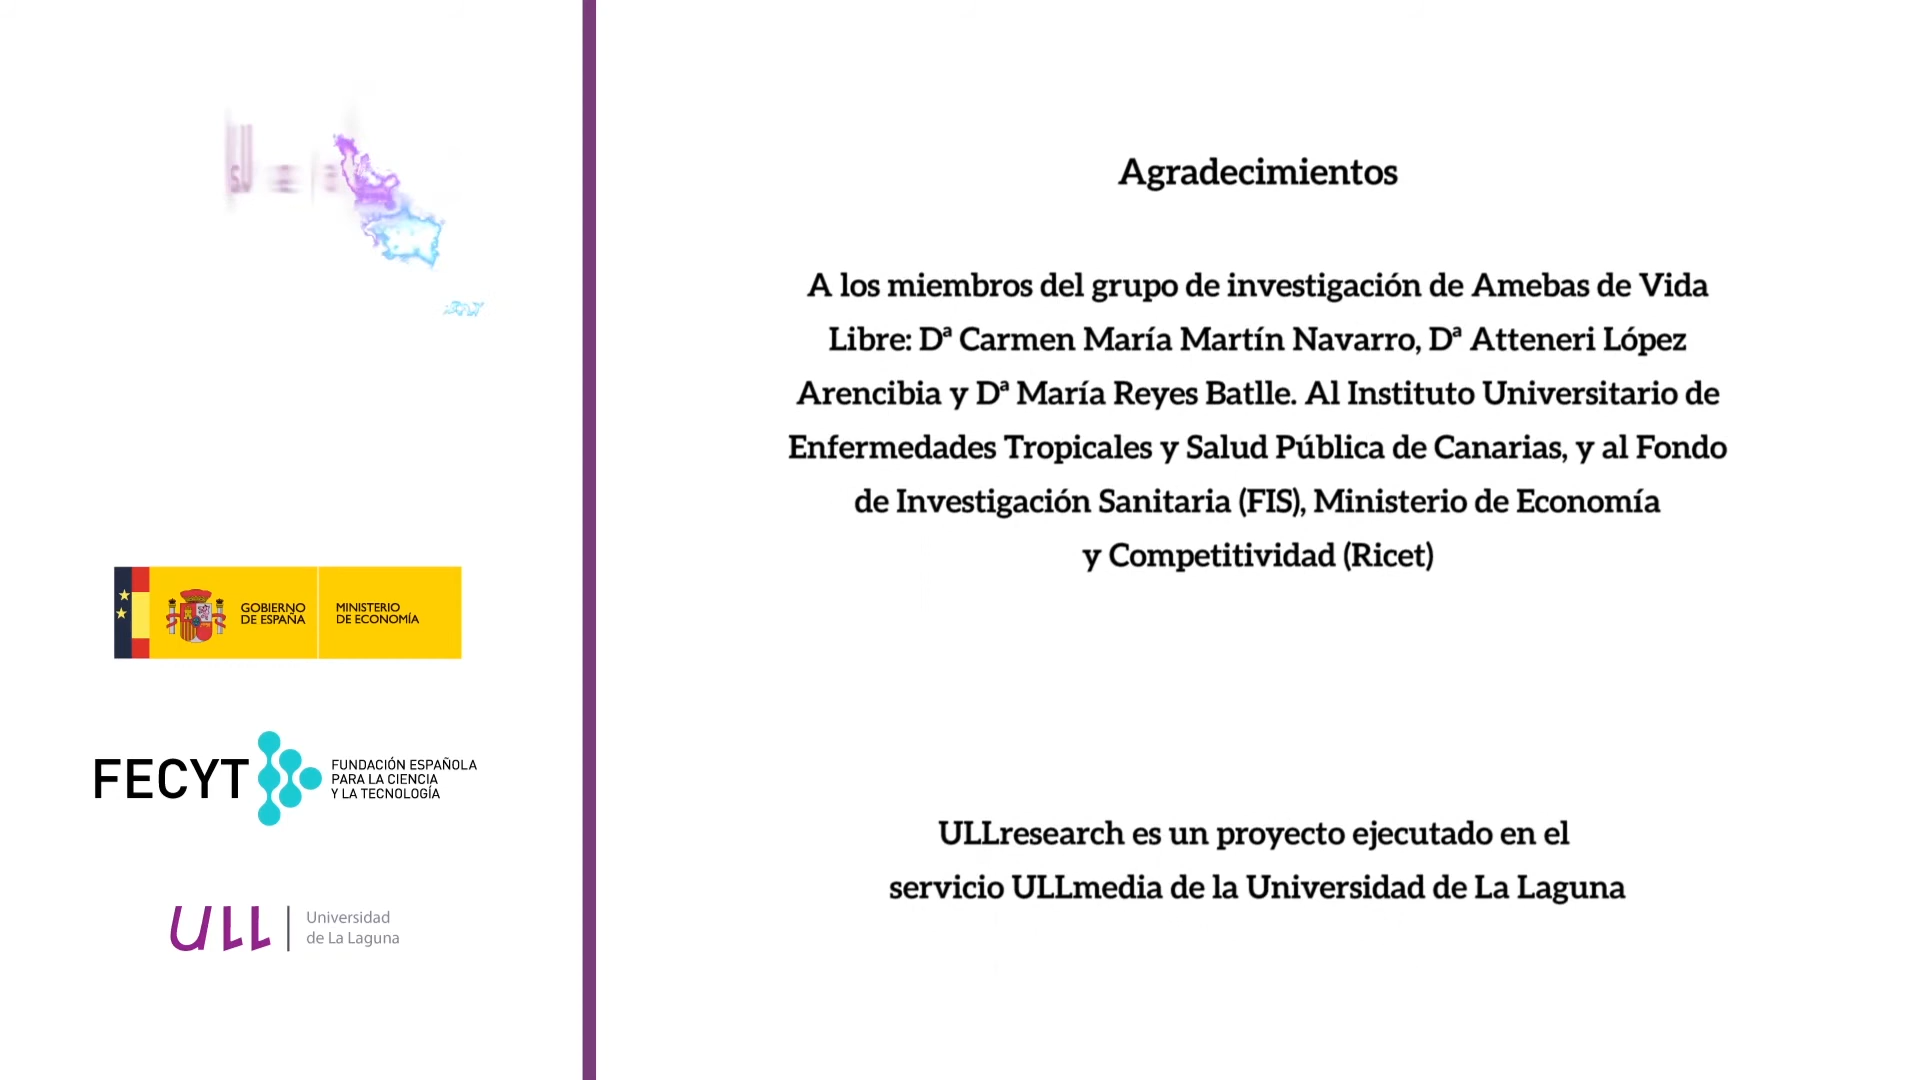 Agradecimientos
A los miembros del grupo de investigación de Amebas de Vida
Libre: Dª Carmen María Martín Navarro, Dª Atteneri López
Arencibia y Dª María Reyes Batlle. Al Instituto Universitario de
Enfermedades Tropicales y Salud Pública de Canarias, y al Fondo
de Investigación Sanitaria (FIS), Ministerio de Economía
y Competitividad (Ricet)
ULLresearch es un proyecto ejecutado en el
servicio ULLmedia de la Universidad de La Laguna
GOBIERNO
DE ESPAÑA
MINISTERIO
DE ECONOMÍA
FECYT
FUNDACIÓN ESPAÑOLA
PARA LA CIENCIA
Y LA TECNOLOGÍA
ULL
Universidad
de La Laguna